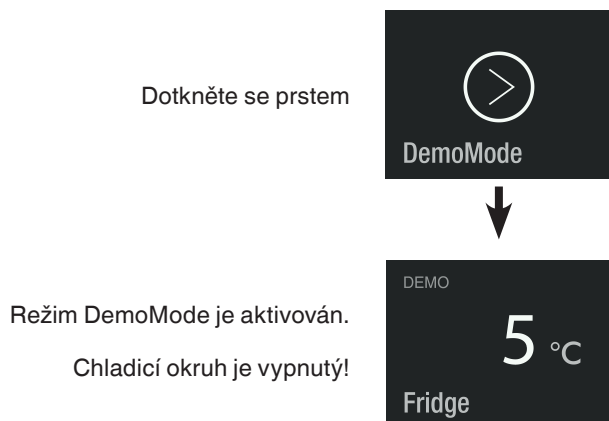 Dotkněte se prstem
DemoMode
DEMO
Režim DemoMode je aktivován.
5 °C
Chladicí okruh je vypnutý!
Fridge